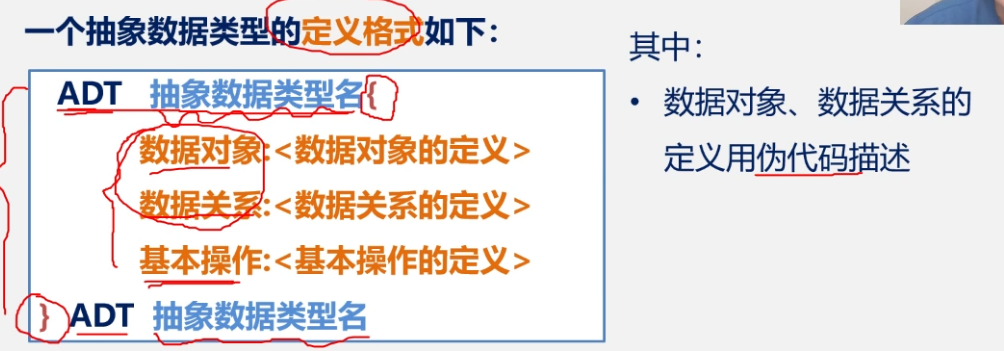 一个抽象数据类型的定义格式如下：
ADT 抽象数据类型名{
数据对象:<数据对象的定义>
数据关系:<数据关系的定义>
基本操作:<基本操作的定义>
} ADT 抽象数据类型名
其中：
• 数据对象、数据关系的
定义用伪代码描述